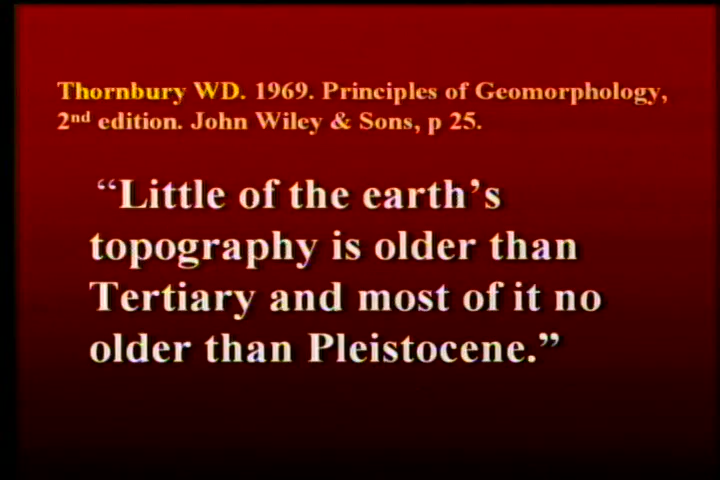 Thornbury WD. 1969. Principles of Geomorphology,
2nd edition. John Wiley & Sons, p 25.
“Little of the earth’s
topography is older than
Tertiary and most of it no
older than Pleistocene.”